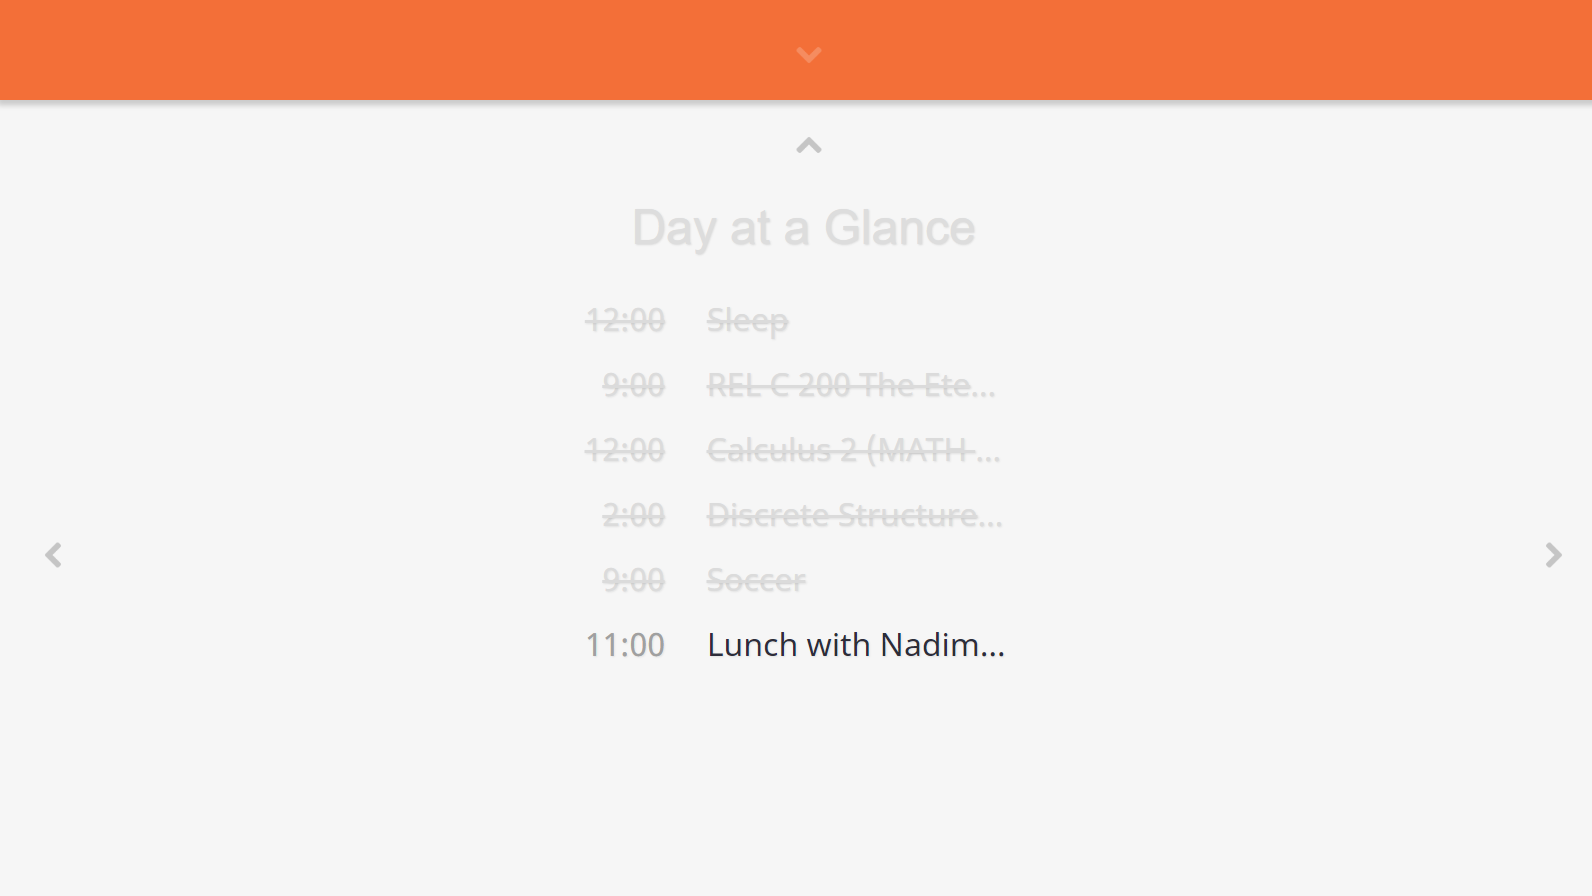 Day at a Glance
12:00 Sleep
9:00 REL C 200 The Ete...
12:00 Calculus 2 (MATH ...
2:00 Discrete Structure...
9:00 Soccer
11:00 Lunch with Nadim...